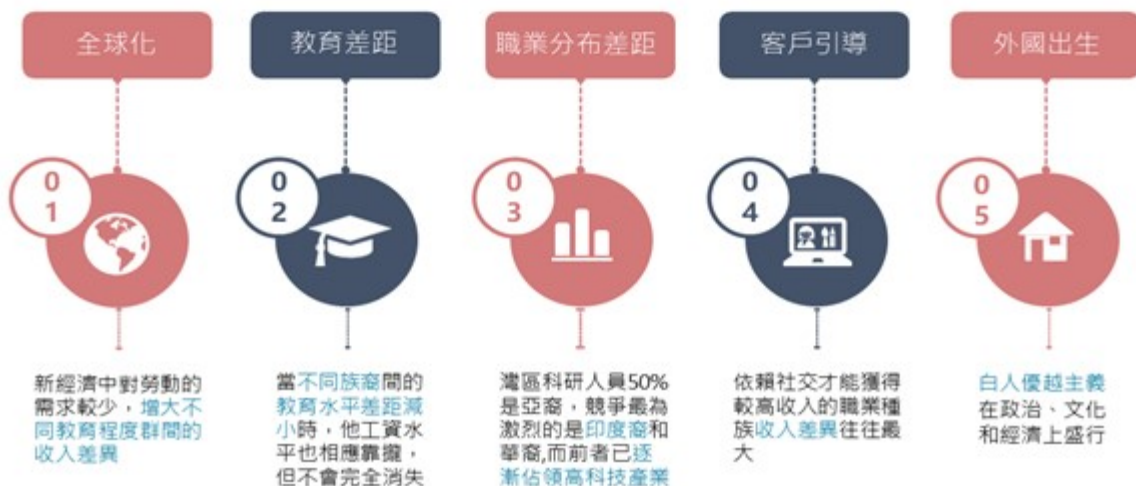 全球化
教育差距
職業分布差距
客戶引導
外國出生
0
1
0
2
0
3
0
4
0
5
新經濟中對勞動的
需求較少，增大不
同教育程度群間的
收入差異
當不同族裔間的
教育水平差距減
小時，他工資水
平也相應靠攏，
但不會完全消失
灣區科研人員50%
是亞裔，競爭最為
激烈的是印度裔和
華裔,而前者已逐
漸佔領高科技產業
依賴社交才能獲得
較高收入的職業種
族收入差異往往最
大
白人優越主義
在政治、文化
和經濟上盛行